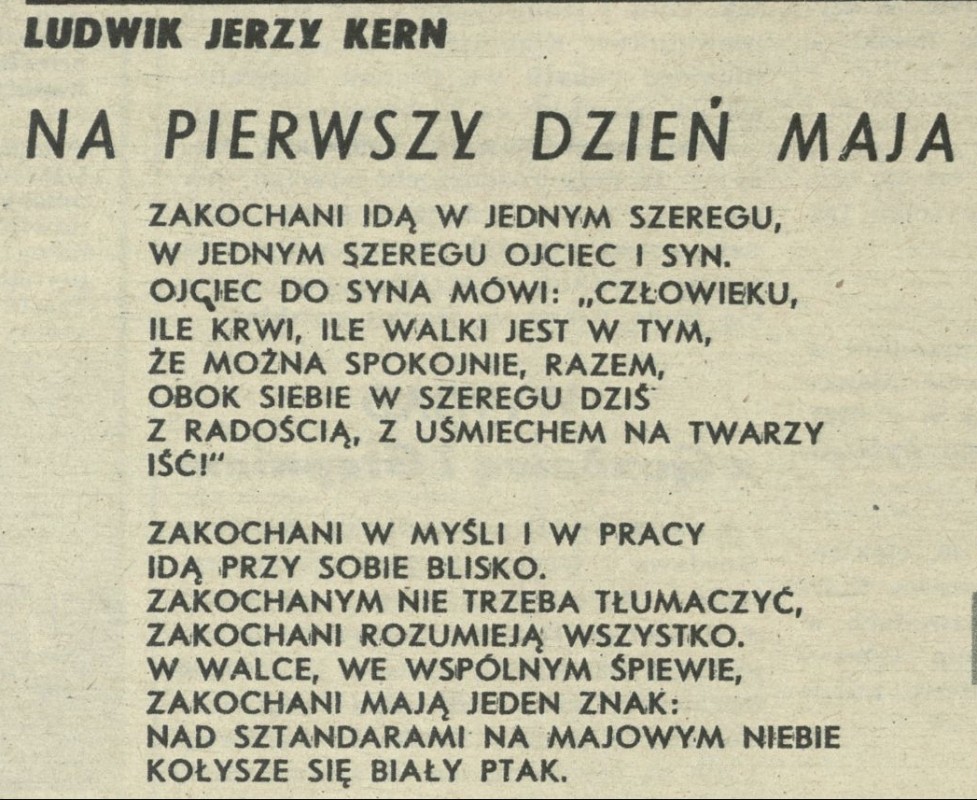 LUDWIK JERZY KERN
NA PIERWSZY DZIEŃ MAJA
ZAKOCHANI IDĄ W JEDNYM SZEREGU,
W JEDNYM SZEREGU OJCIEC I SYN.
OJCIEC DO SYNA MÓWI: „CZŁOWIEKU,
ILE KRWI, ILE WALKI JEST W TYM,
ŻE MOŻNA SPOKOJNIE, RAZEM,
OBOK SIEBIE W SZEREGU DZIŚ
Z RADOŚCIĄ, Z UŚMIECHEM NA TWARZY
IŚĆ!“
ZAKOCHANI W MYŚLI I W PRACY
IDĄ PRZY SOBIE BLISKO.
ZAKOCHANYM NIE TRZEBA TŁUMACZYĆ,
ZAKOCHANI ROZUMIEJĄ WSZYSTKO.
W WALCE, WE WSPÓLNYM ŚPIEWIE,
ZAKOCHANI MAJĄ JEDEN ZNAK:
NAD SZTANDARAMI NA MAJOWYM NIEBIE
KOŁYSZE SIĘ BIAŁY PTAK.